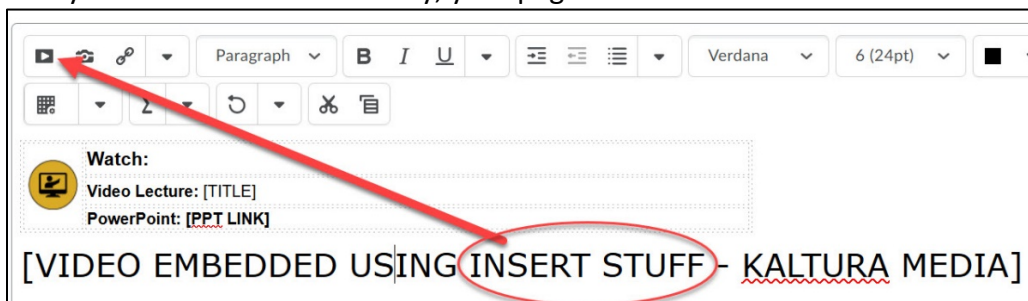 Paragraph B I U Verdana 6 (24pt)
Σ
Watch:
Video Lecture: [TITLE]
PowerPoint: [PPT LINK]
[VIDEO EMBEDDED USING INSERT STUFF - KALTURA MEDIA]